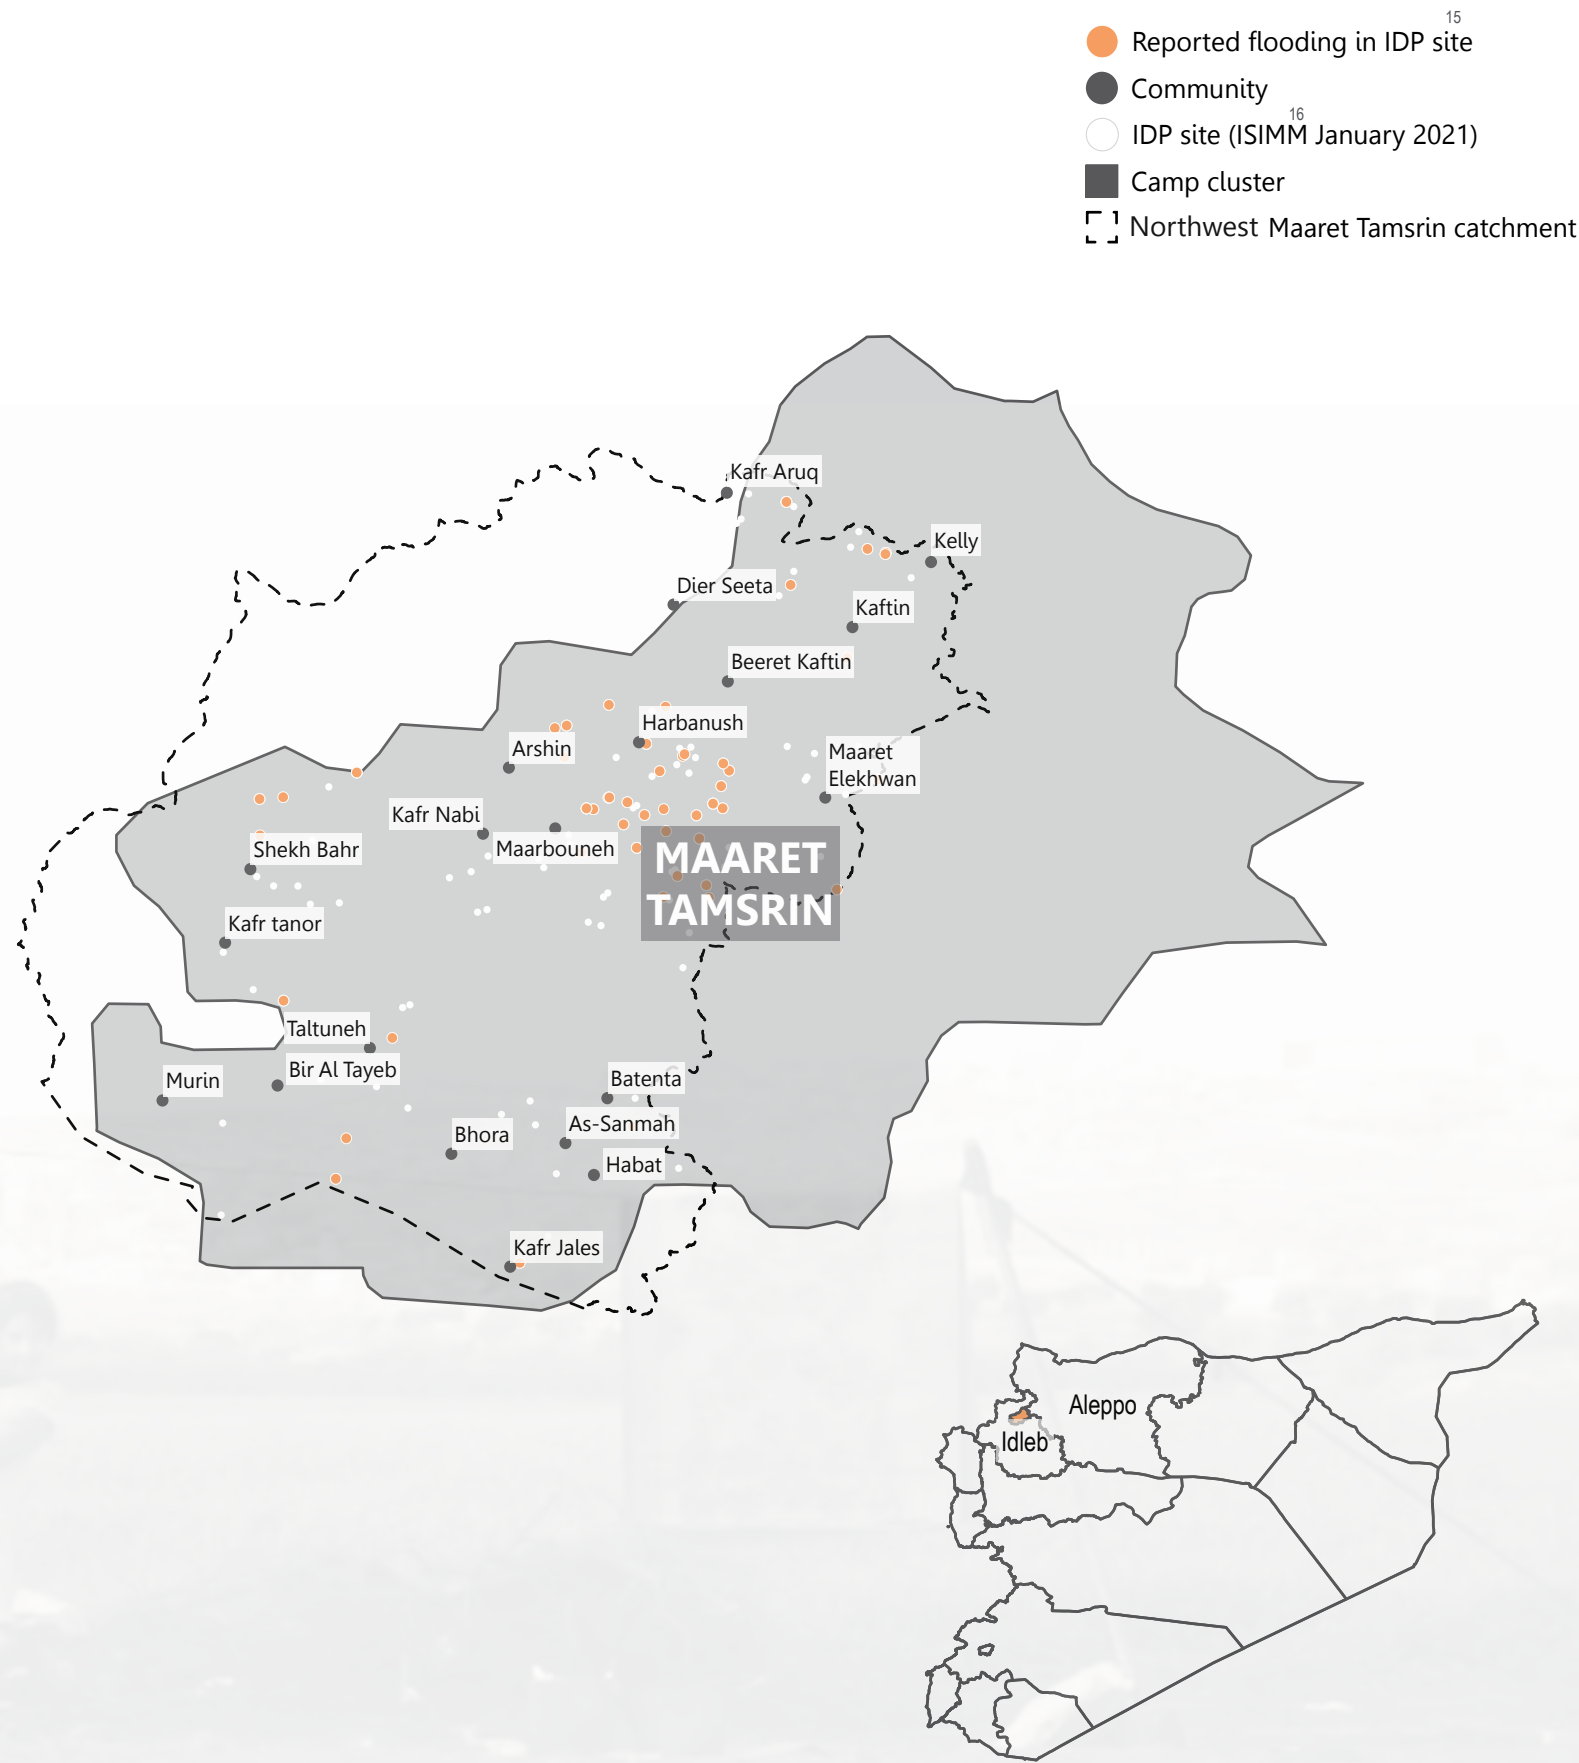 15
Reported flooding in IDP site
Community
16
IDP site (ISIMM January 2021)
Camp cluster
Northwest Maaret Tamsrin catchment
Kafr Aruq
Kelly
Dier Seeta
Kaftin
Beeret Kaftin
Harbanush
Arshin
Maaret
Elekhwan
Kafr Nabi
Maarbouneh
Shekh Bahr
MAARET
TAMSRIN
Kafr tanor
Taltuneh
Bir Al Tayeb
Murin
Batenta
As-Sanmah
Bhora
Habat
Kafr Jales
Aleppo
Idleb